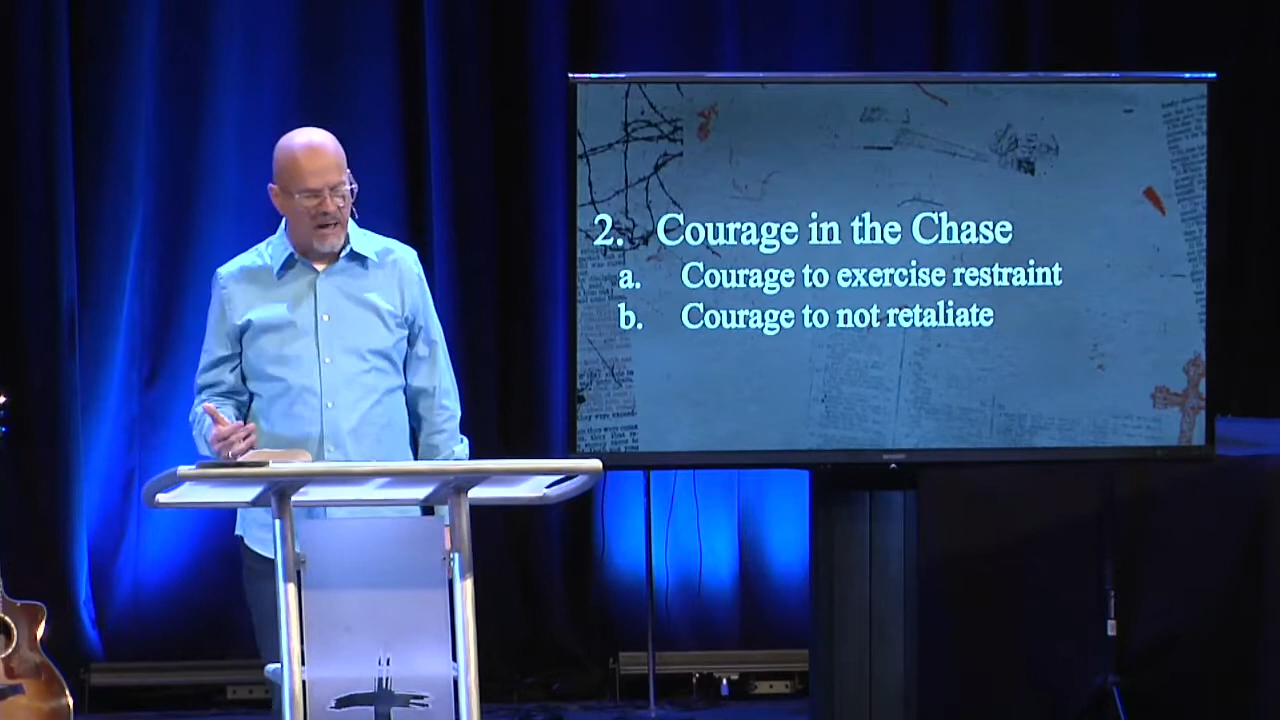 2. Courage in the Chase
a. Courage to exercise restraint
b. Courage to not retaliate